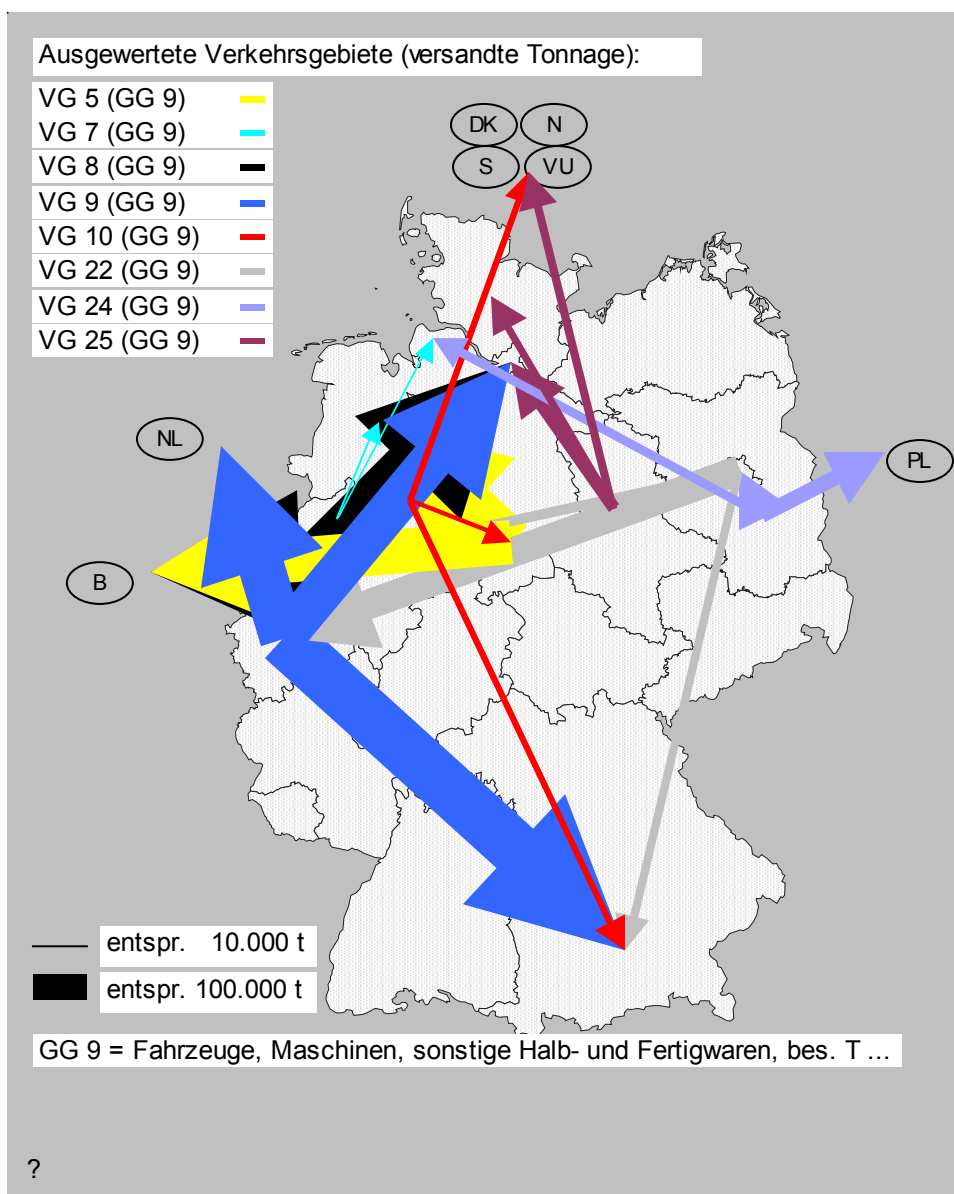 Ausgewertete Verkehrsgebiete (versandte Tonnage):
VG 5 (GG 9)
VG 7 (GG 9)
VG 8 (GG 9)
VG 9 (GG 9)
VG 10 (GG 9)
VG 22 (GG 9)
VG 24 (GG 9)
VG 25 (GG 9)
DK N
S VU
NL
PL
B
entspr. 10.000 t
entspr. 100.000 t
GG 9 = Fahrzeuge, Maschinen, sonstige Halb- und Fertigwaren, bes. T ...
?